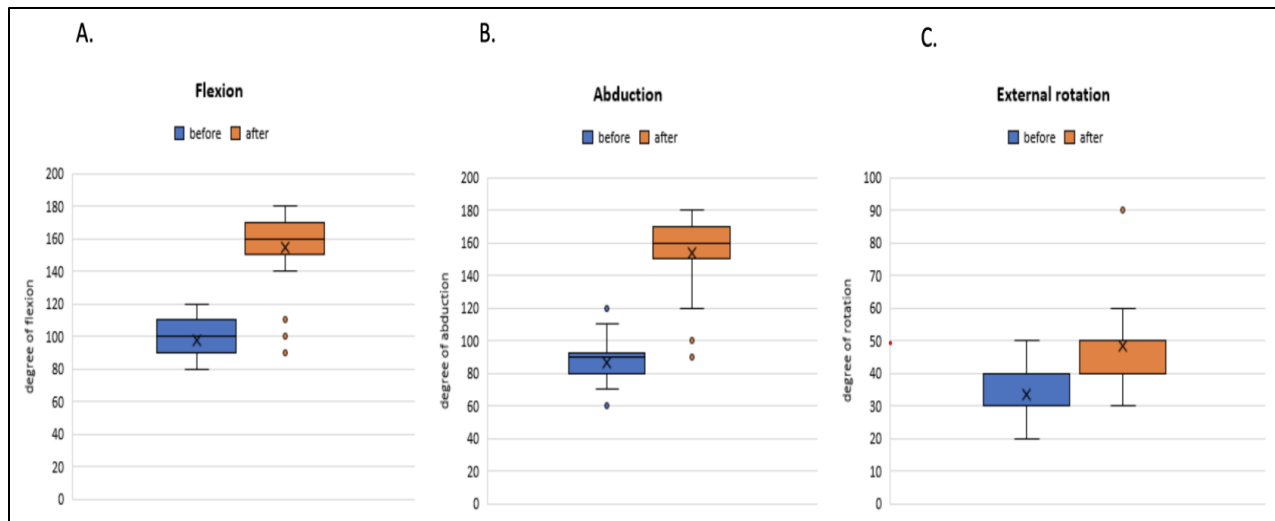 A.
Flexion
before after
200
180
160
140
120
100
80
60
40
20
0
degree of flexion
B.
Abduction
before after
200
180
160
140
120
100
80
60
40
20
0
degree of abduction
C.
External rotation
before after
100
90
80
70
60
50
40
30
20
10
0
degree of rotation